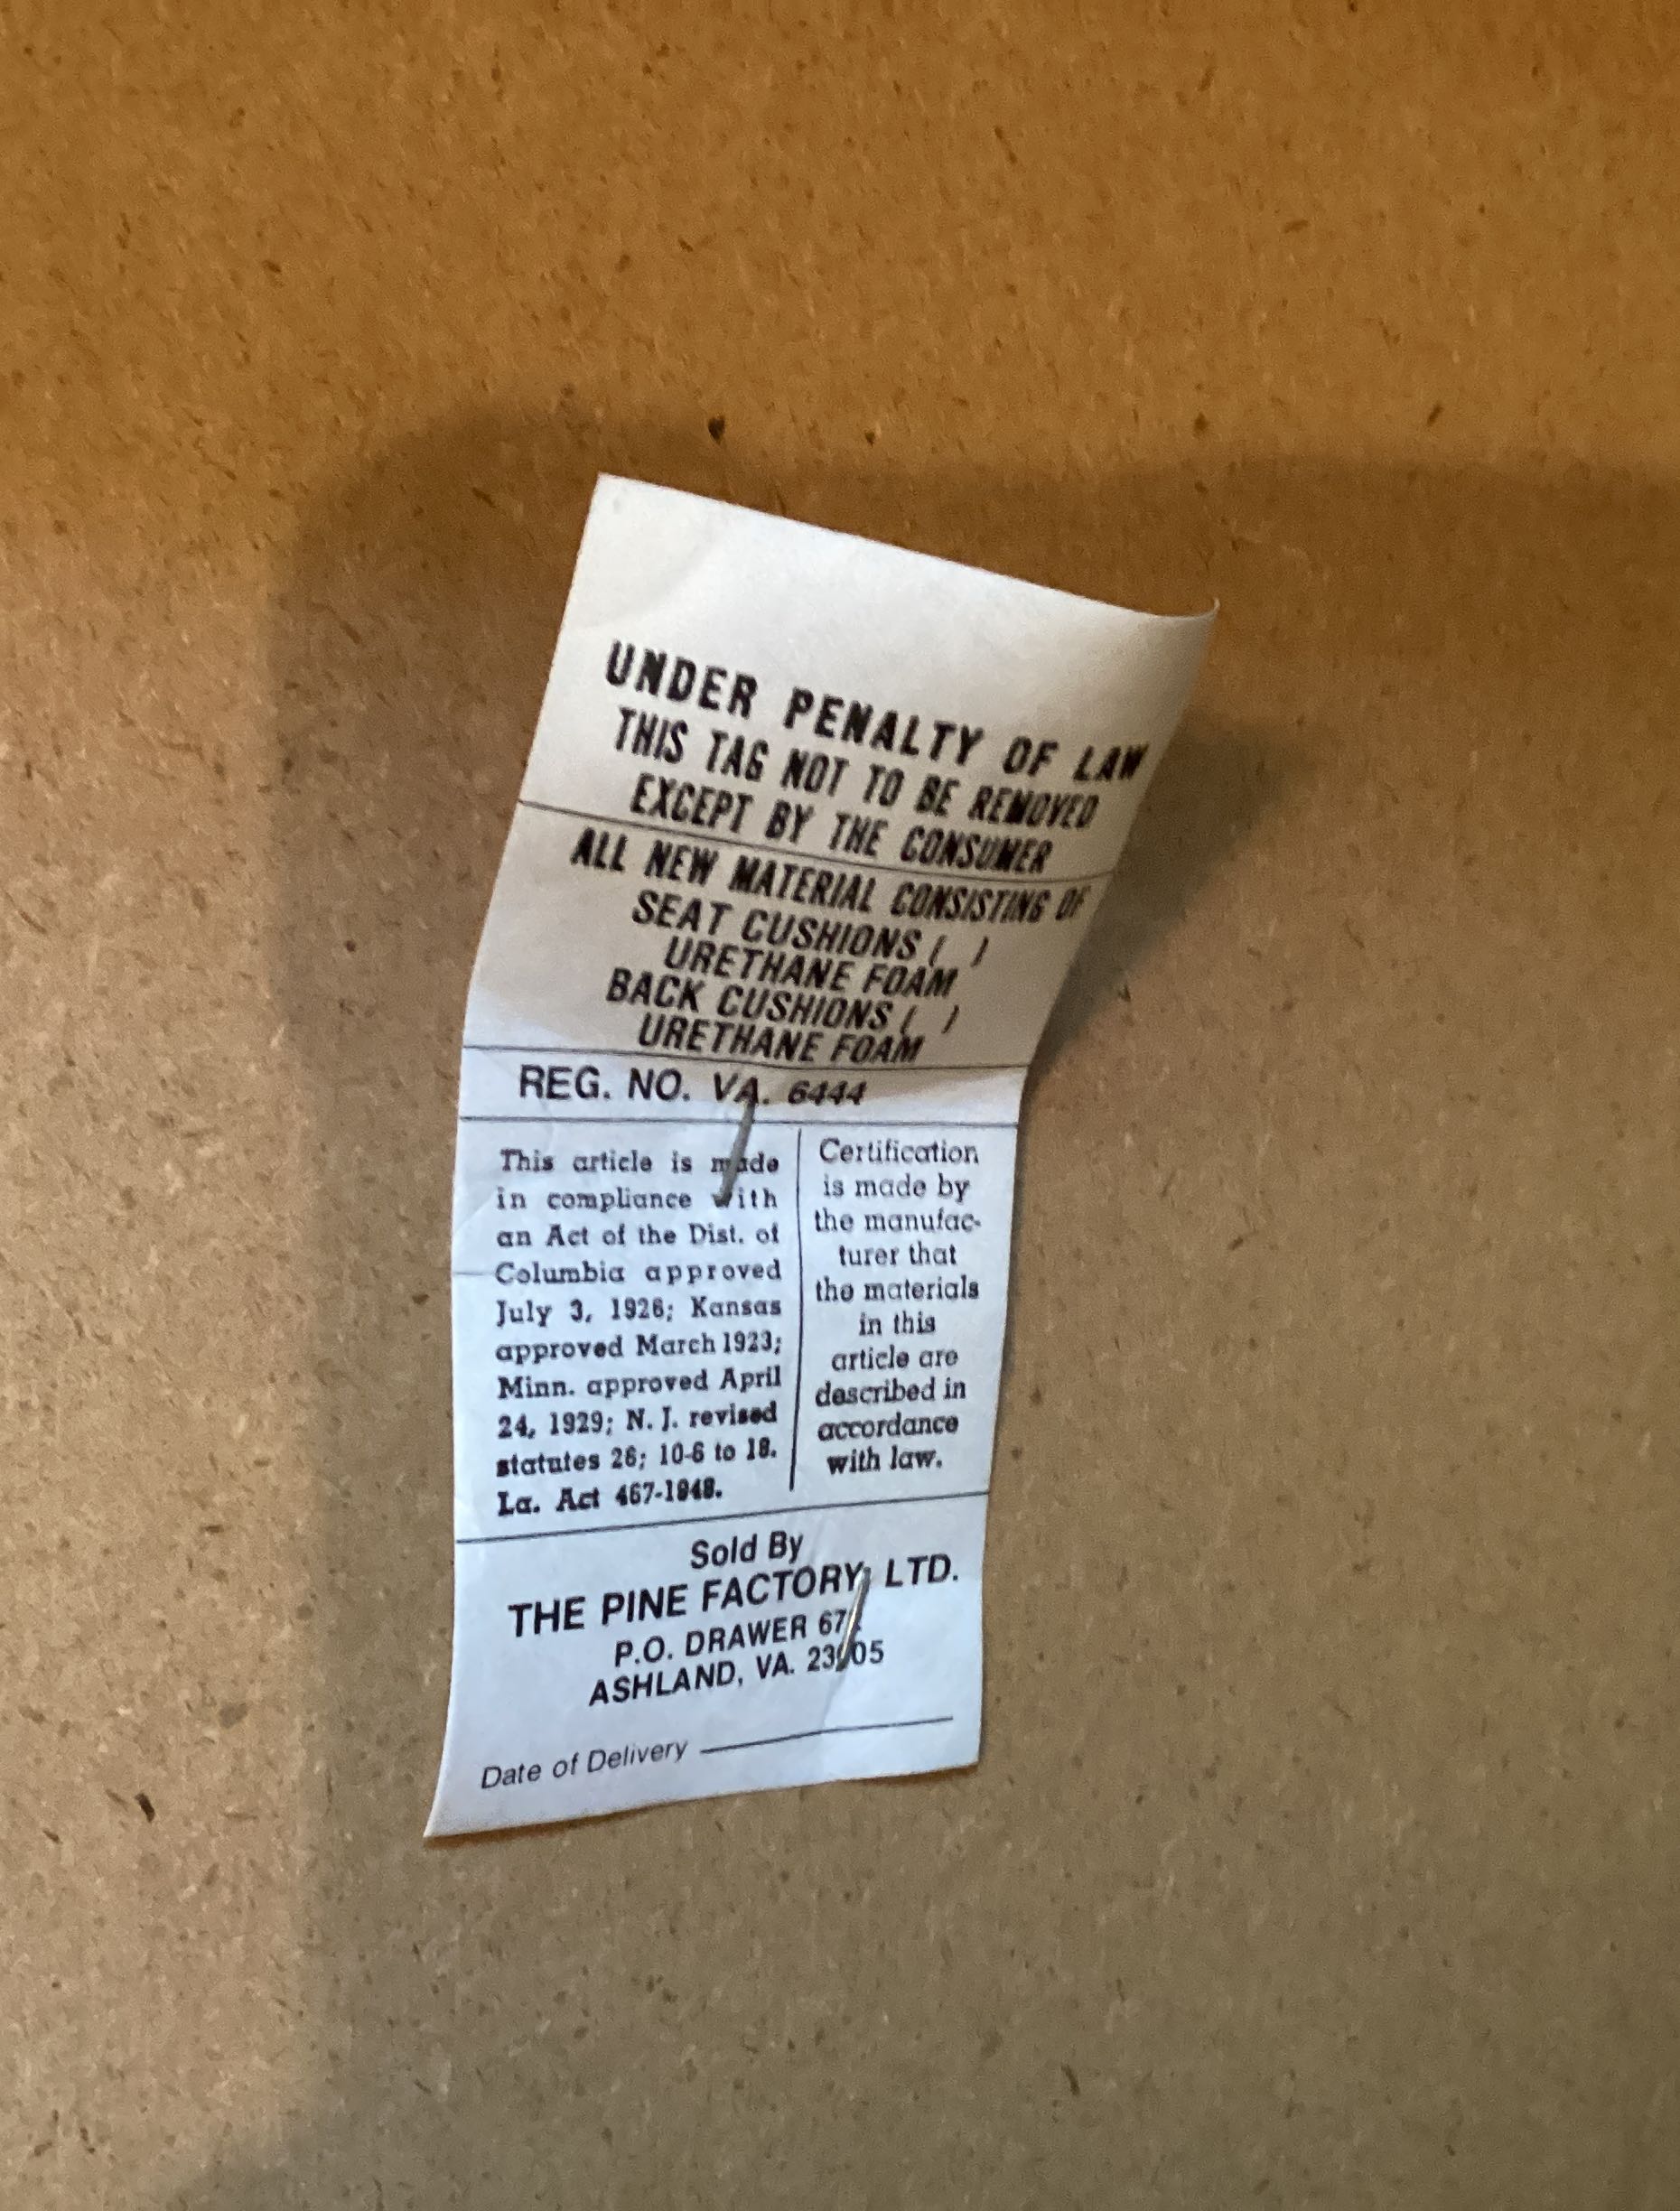 UNDER PENALTY OF LAW
THIS TAG NOT TO BE REMOVED
EXCEPT BY THE CONSUMER
ALL NEW MATERIAL CONSISTING OF
SEAT CUSHIONS ( )
URETHANE FOAM
BACK CUSHIONS ( )
URETHANE FOAM
REG. NO. VA. 6444
This article is made
in compliance with
an Act of the Dist. of
Columbia approved
July 3, 1926; Kansas
approved March 1923;
Minn. approved April
24, 1929; N. J. revised
statutes 26; 10-6 to 18.
La. Act 467-1948.
Certification
is made by
the manufac-
turer that
the materials
in this
article are
described in
accordance
with law.
Sold By
THE PINE FACTORY, LTD.
P.O. DRAWER
ASHLAND, VA.
Date of Delivery